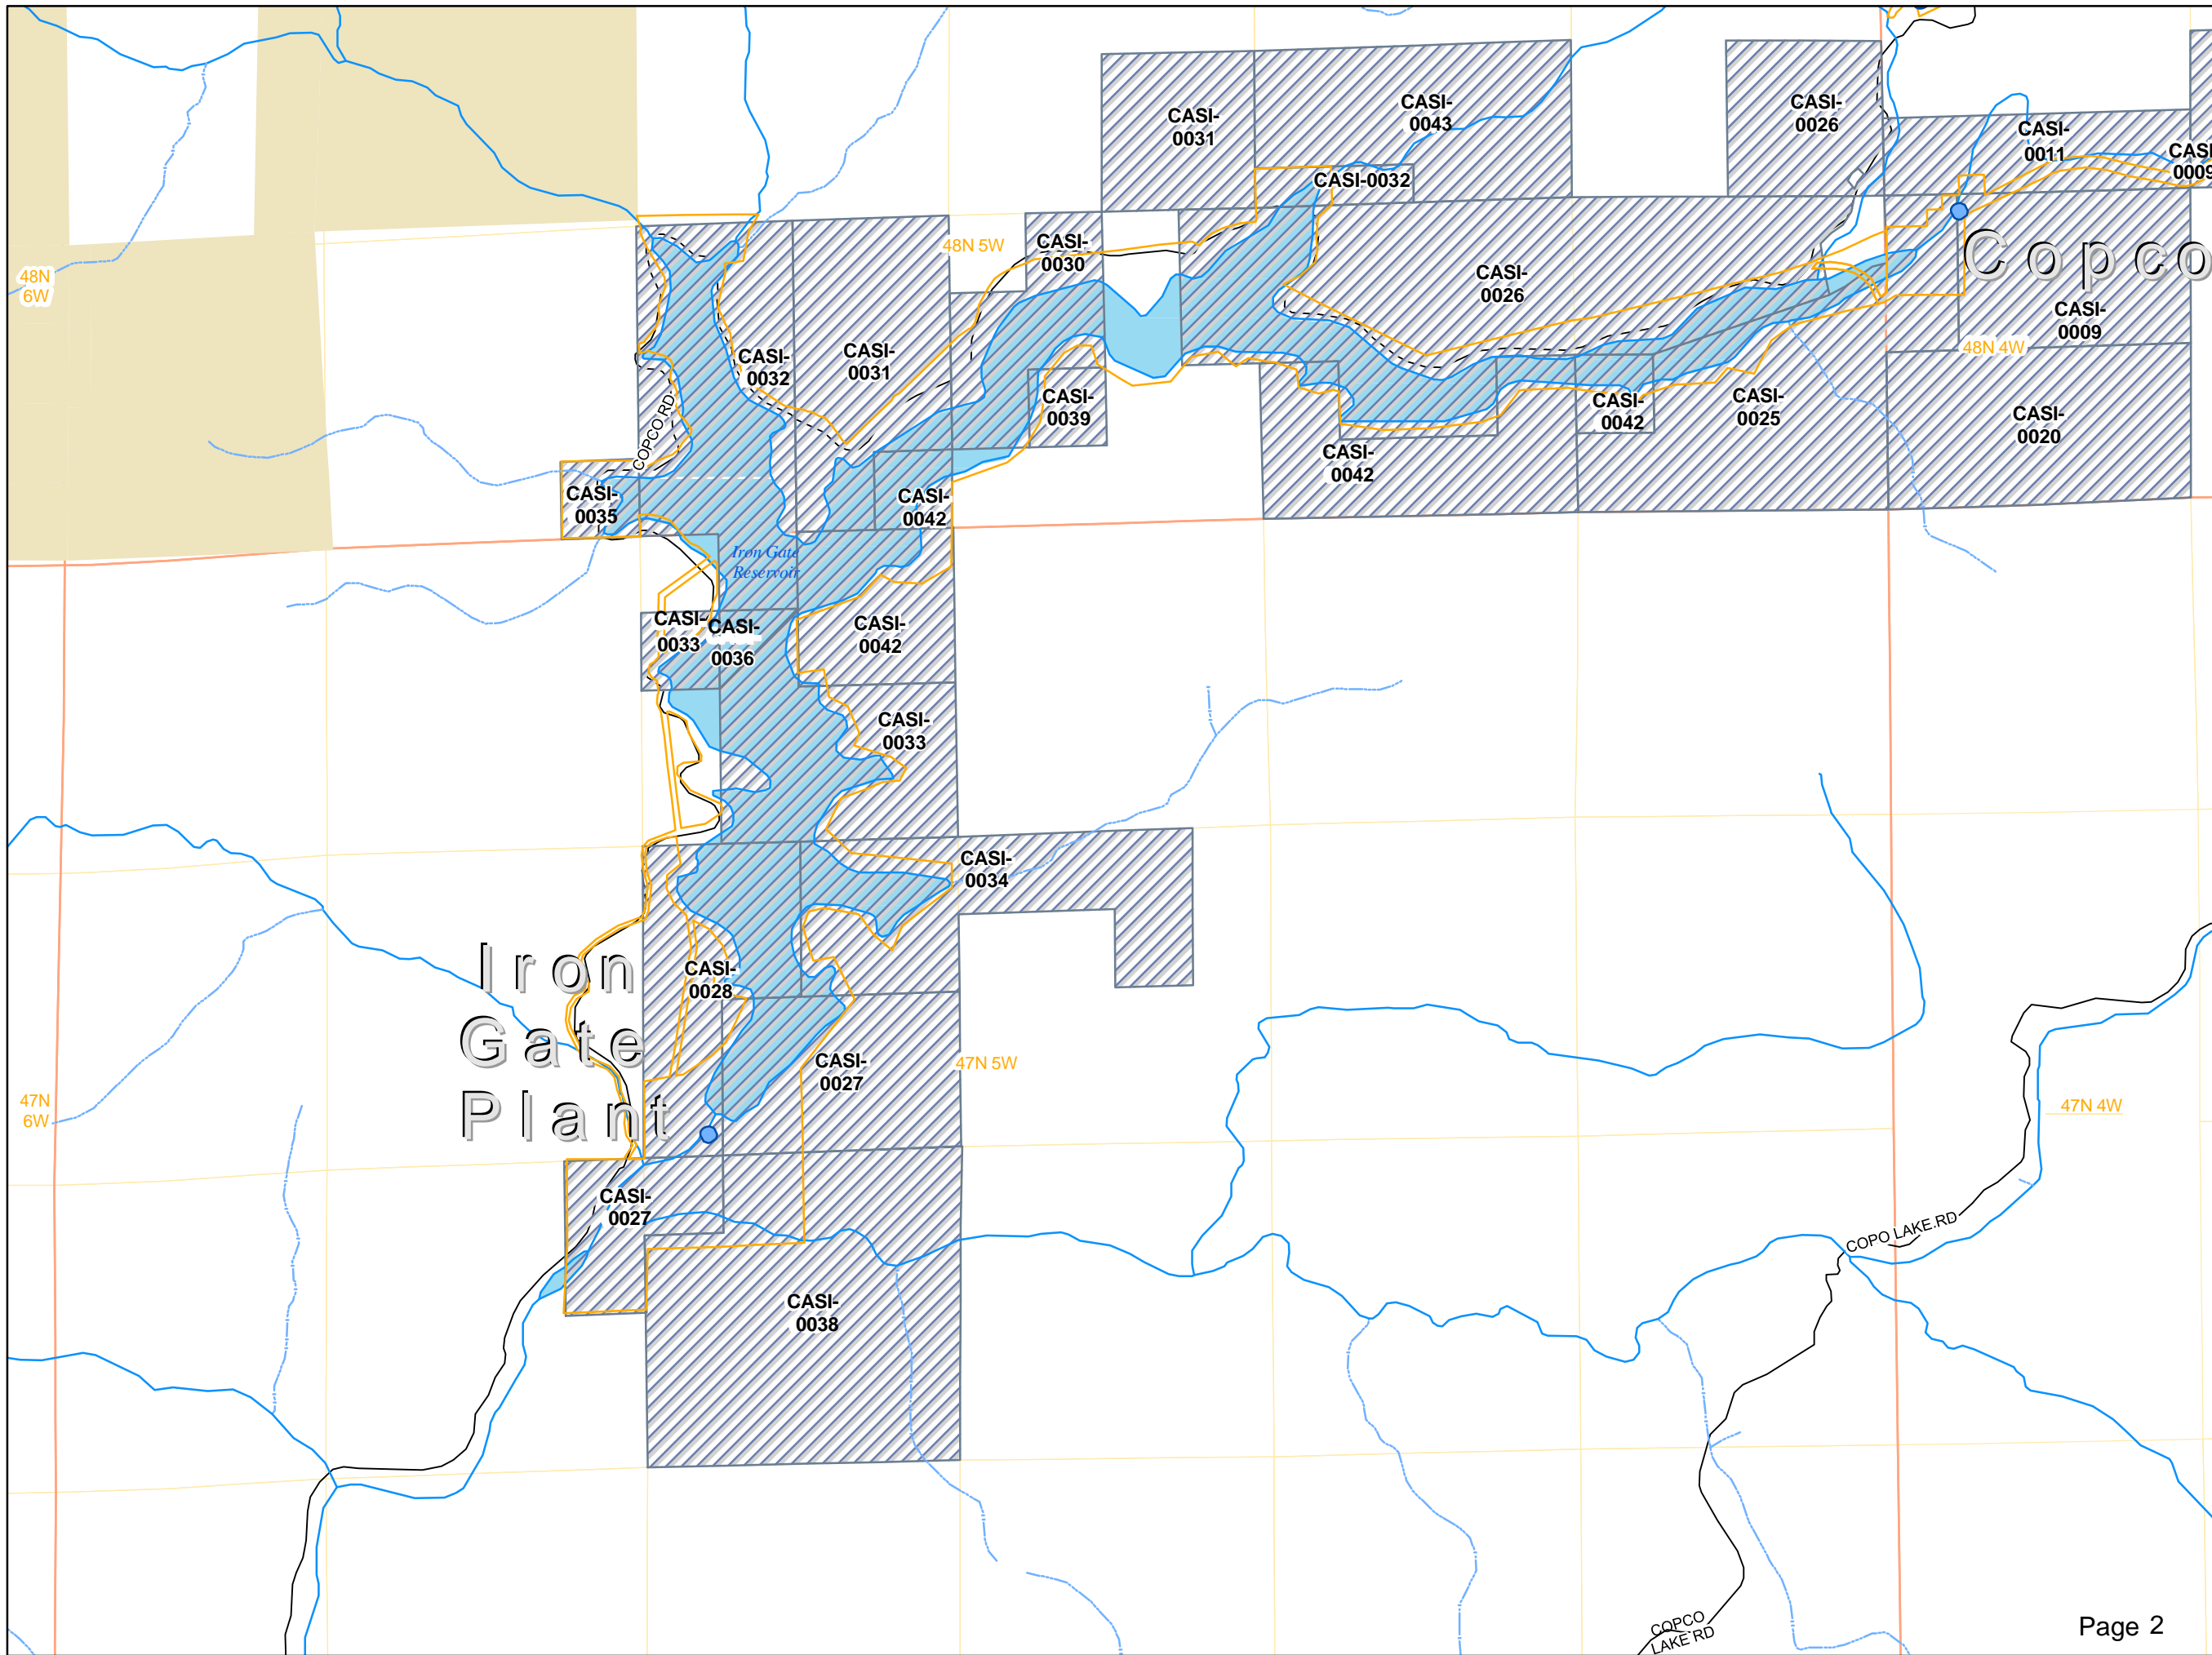 CASI-
0031
CASI-
0043
CASI-
0026
CASI-
0011
CASI
0009
CASI-0032
48N 5W
CASI-
0030
48N
6W
CASI-
0026
Copco
CASI-
0009
48N 4W
CASI-
0032
CASI-
0031
CASI-
0039
CASI-
0042
CASI-
0025
CASI-
0020
COPCO RD
CASI-
0042
CASI-
0035
CASI-
0042
Iron Gate
Reservoir
CASI-
0033
CASI-
0036
CASI-
0042
CASI-
0033
CASI-
0034
Iron
Gate
Plant
CASI-
0028
CASI-
0027
47N 5W
47N
6W
47N 4W
CASI-
0027
COPO LAKE.RD
CASI-
0038
COPCO
LAKE RD
Page 2